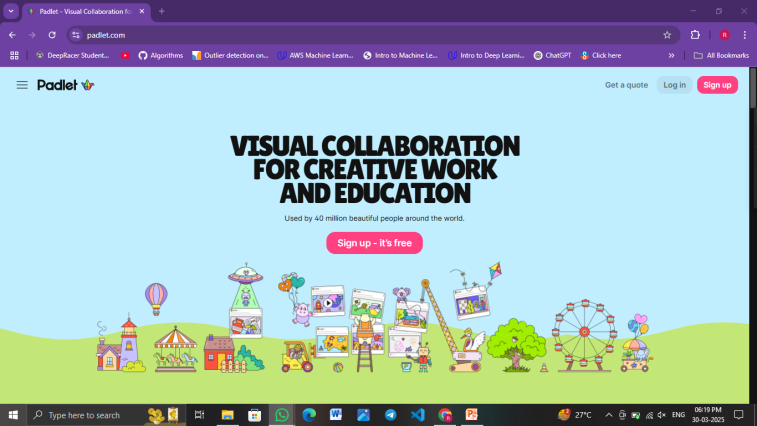 Padlet - Visual Collaboration fo
padlet.com
DeepRacer Student...
Algorithms
Outlier detection on...
AWS Machine Learn...
Intro to Machine Le...
Intro to Deep Learni...
ChatGPT
Click here
All Bookmarks
Padlet
Get a quote
Log in
Sign up
VISUAL COLLABORATION
FOR CREATIVE WORK
AND EDUCATION
Used by 40 million beautiful people around the world.
Sign up - it's free
Type here to search
27°C
ENG
06:19 PM
30-03-2025